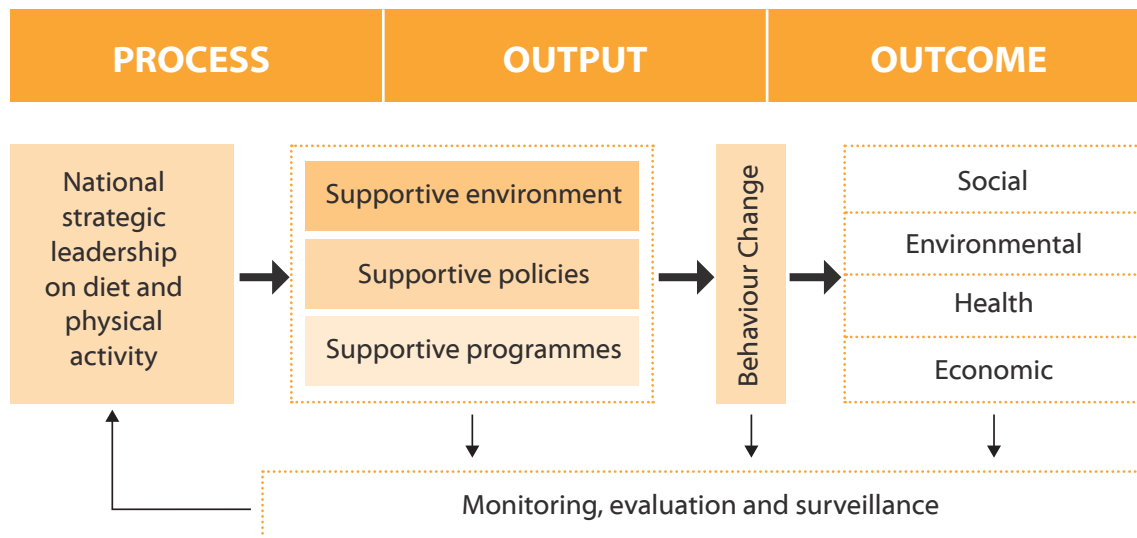 PROCESS
OUTPUT
OUTCOME
National
strategic
leadership
on diet and
physical
activity
Supportive environment
Supportive policies
Supportive programmes
Behaviour Change
Social
Environmental
Health
Economic
Monitoring, evaluation and surveillance